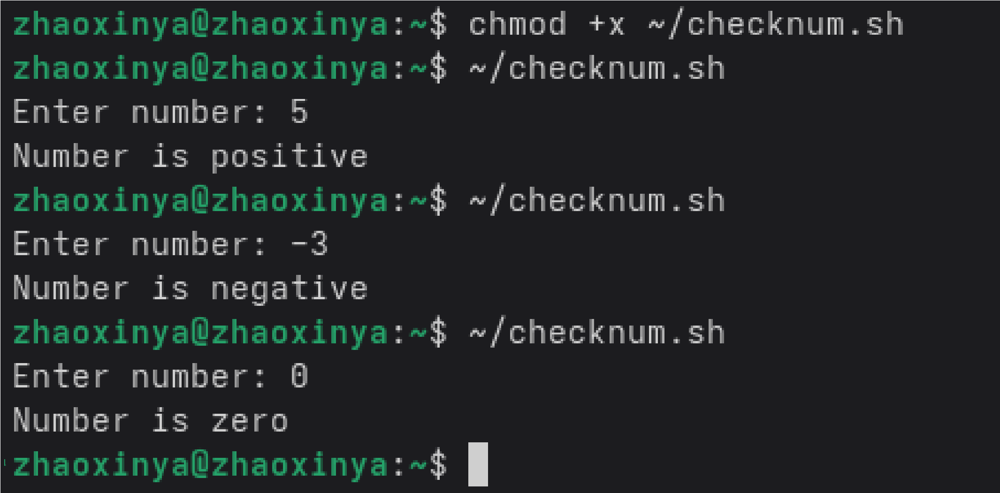 zhaoxinya@zhaoxinya:~$ chmod +x ~/checknum.sh
zhaoxinya@zhaoxinya:~$ ~/checknum.sh
Enter number: 5
Number is positive
zhaoxinya@zhaoxinya:~$ ~/checknum.sh
Enter number: -3
Number is negative
zhaoxinya@zhaoxinya:~$ ~/checknum.sh
Enter number: 0
Number is zero
zhaoxinya@zhaoxinya:~$